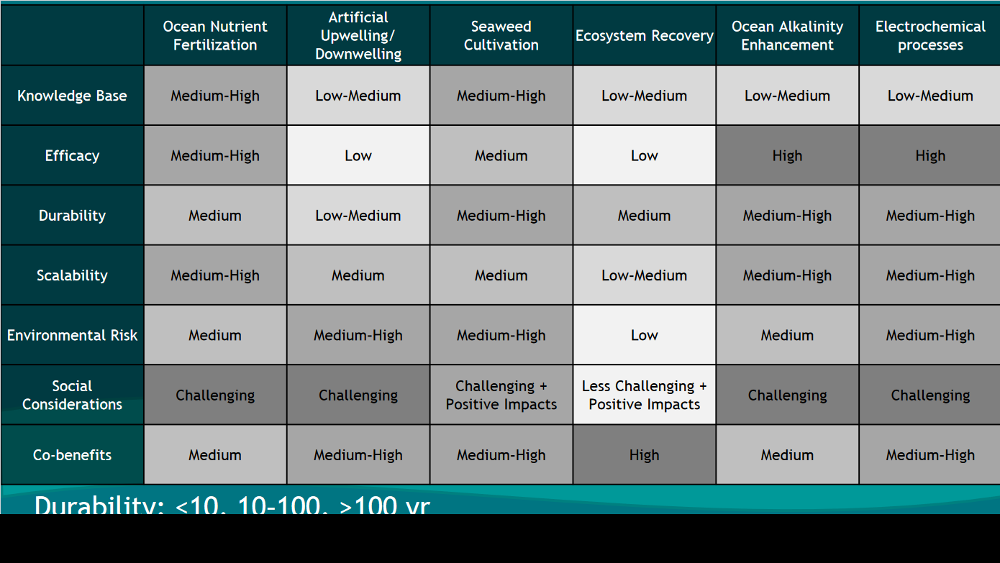 Ocean Nutrient
Fertilization
Artificial
Upwelling/
Downwelling
Seaweed
Cultivation
Ecosystem Recovery
Ocean Alkalinity
Enhancement
Electrochemical
processes
Knowledge Base
Medium-High
Low-Medium
Medium-High
Low-Medium
Low-Medium
Low-Medium
Efficacy
Medium-High
Low
Medium
Low
High
High
Durability
Medium
Low-Medium
Medium-High
Medium
Medium-High
Medium-High
Scalability
Medium-High
Medium
Medium
Low-Medium
Medium-High
Medium-High
Environmental Risk
Medium
Medium-High
Medium-High
Low
Medium
Medium-High
Social
Considerations
Challenging
Challenging
Challenging +
Positive Impacts
Less Challenging +
Positive Impacts
Challenging
Challenging
Co-benefits
Medium
Medium-High
Medium-High
High
Medium
Medium-High
Durability: <10, 10-100, >100 yr